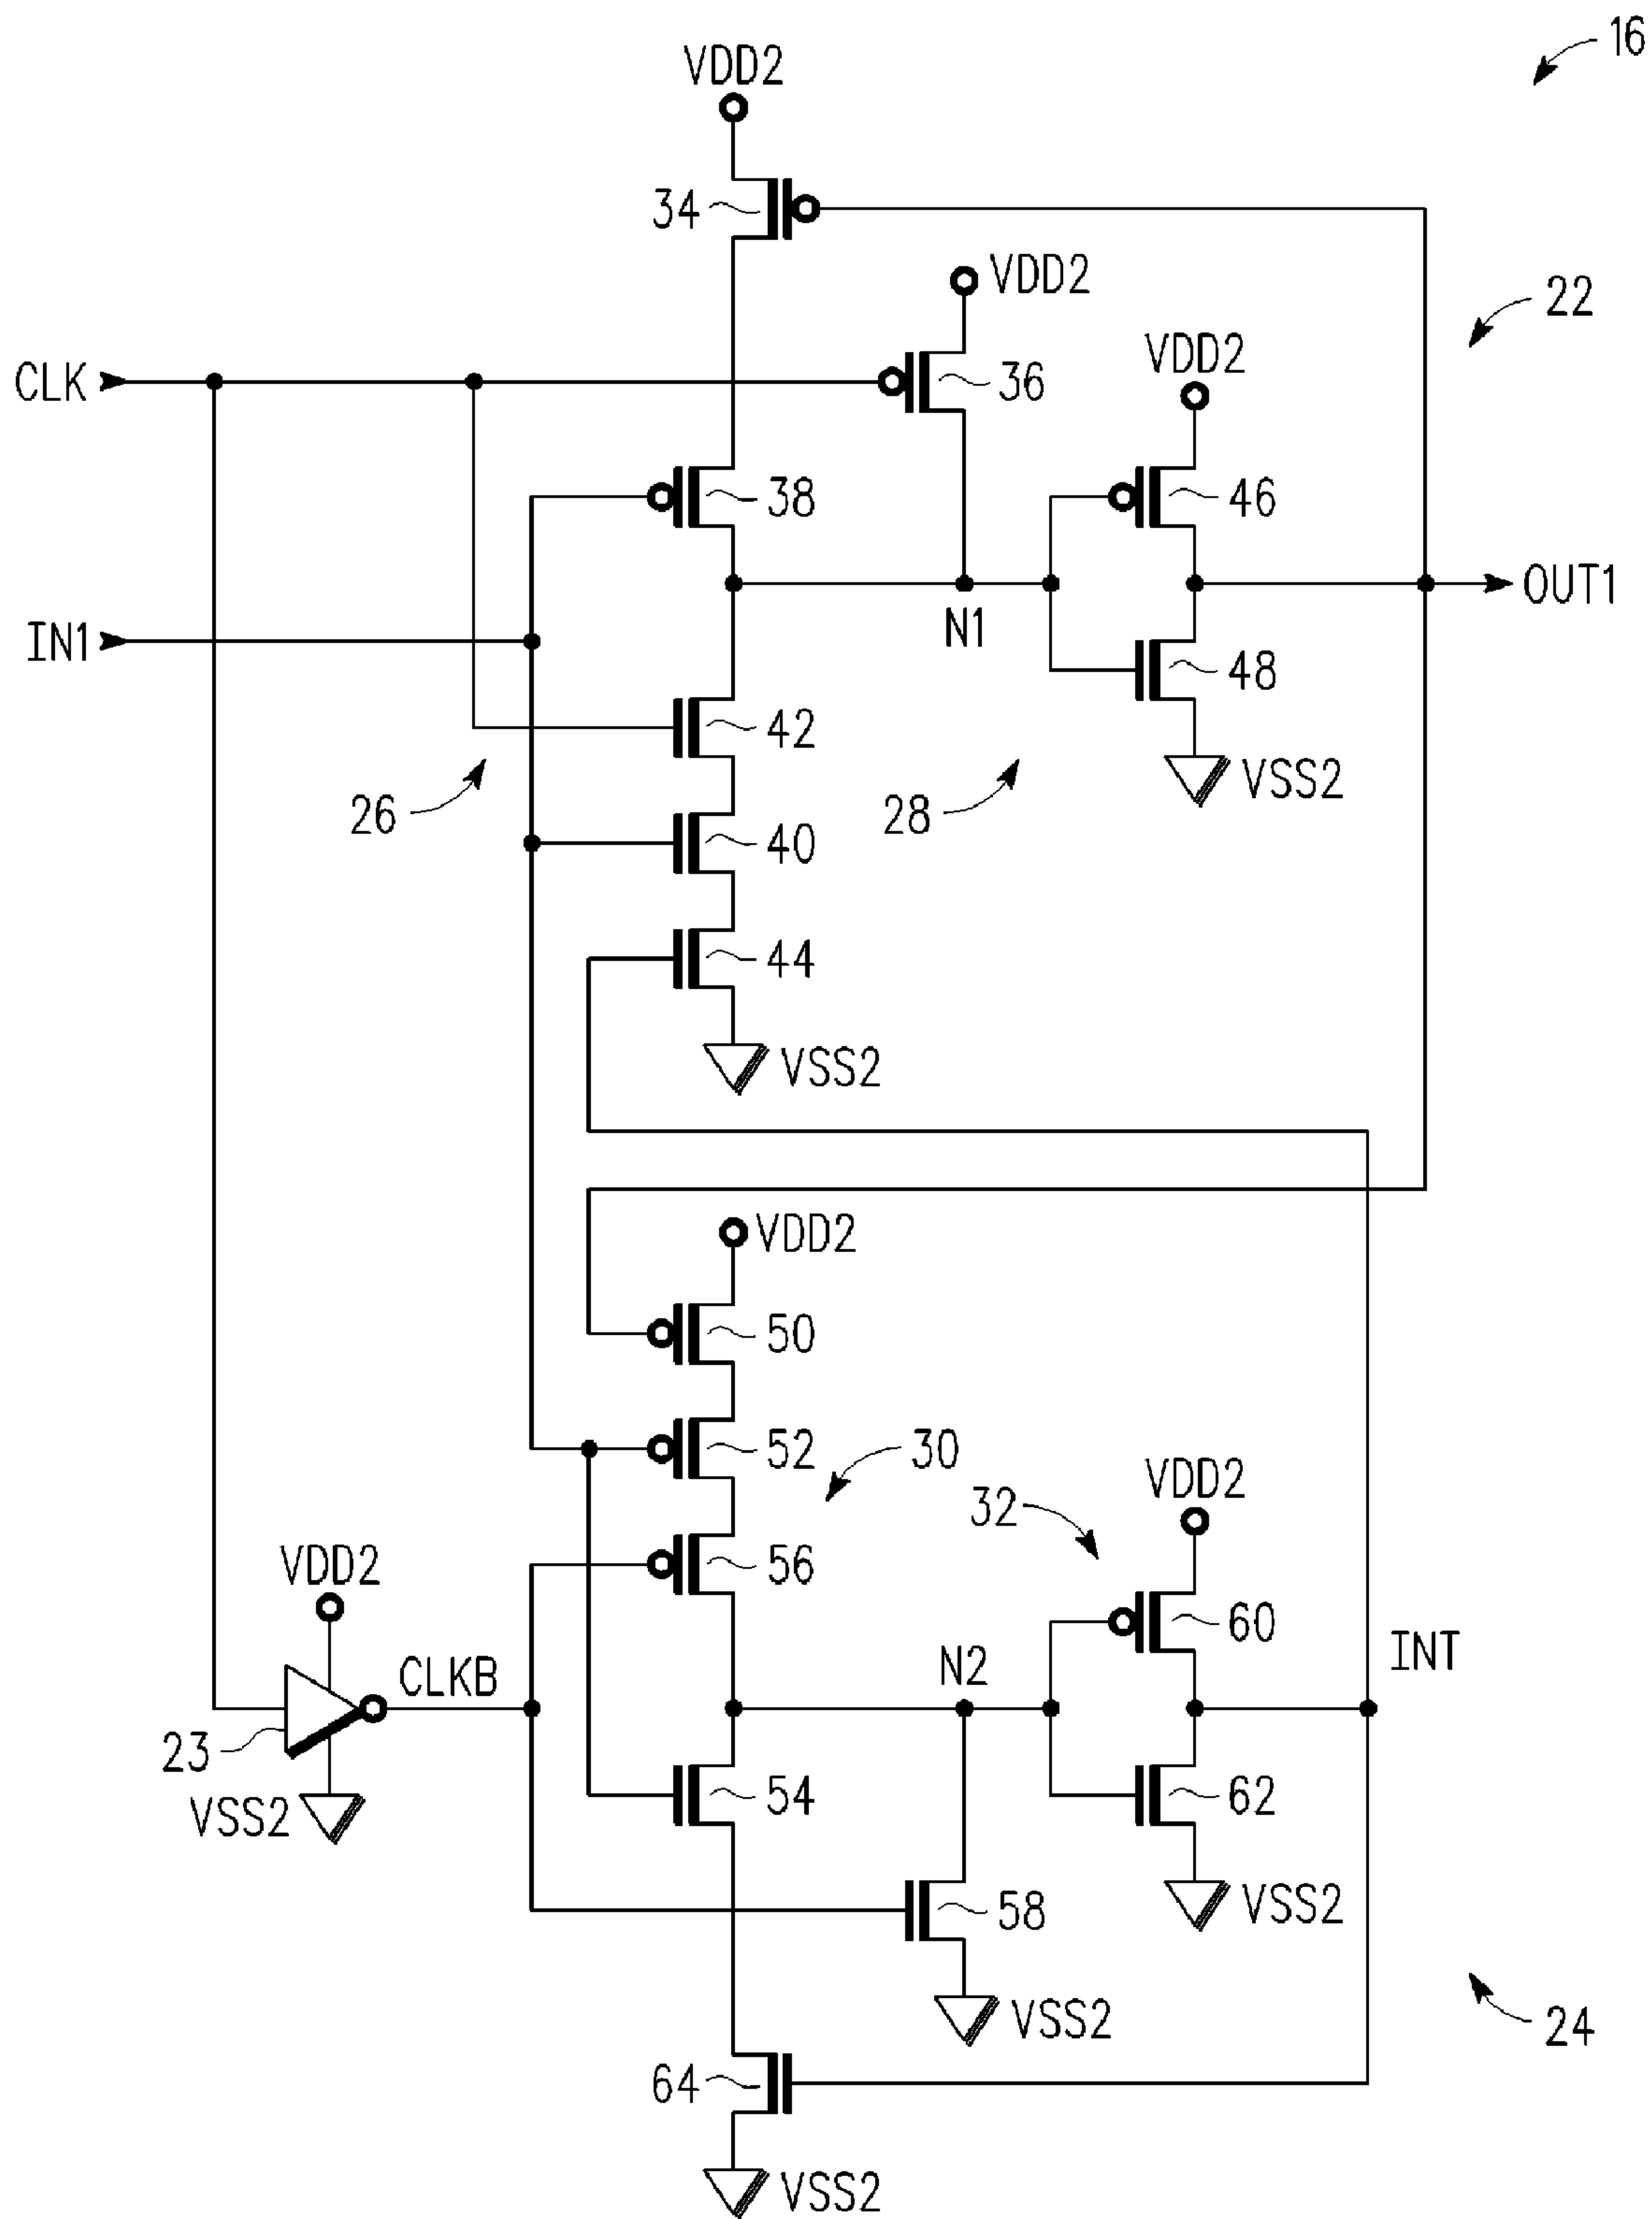 16
VDD2
34
VDD2
22
VDD2
CLK
36
38
46
OUT1
N1
IN1
48
42
VSS2
26
28
40
44
VSS2
VDD2
50
52
30
VDD2
32
56
VDD2
60
INT
N2
CLKB
23
54
62
VSS2
58
VSS2
VSS2
24
64
VSS2